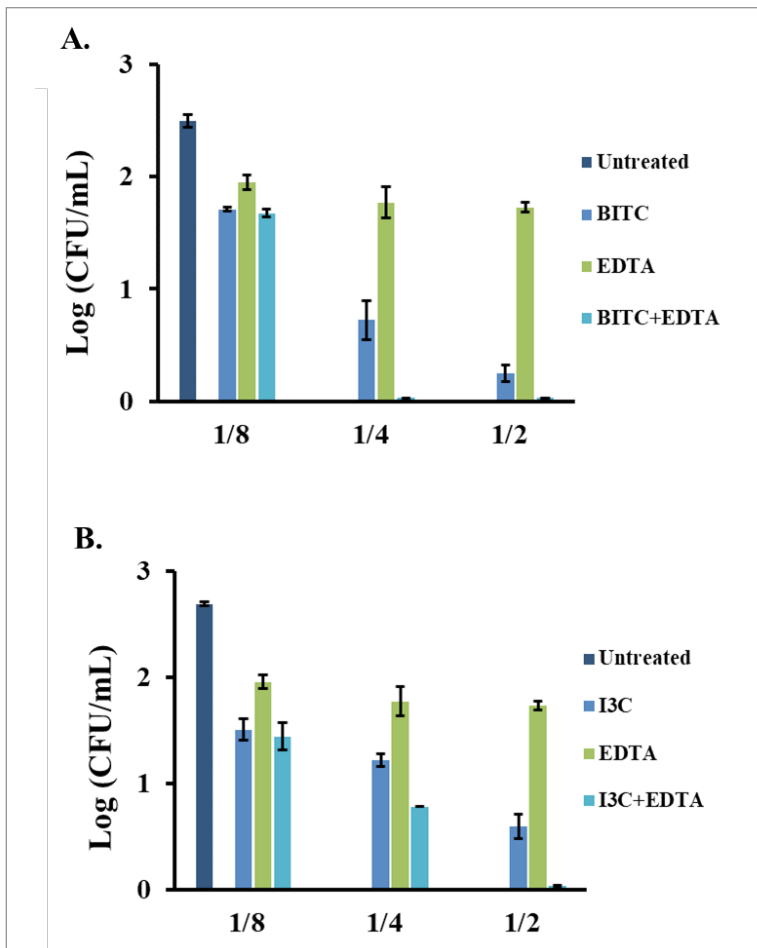 A.
3
2
1
0
Log (CFU/mL)
1/8 1/4 1/2
Untreated
BITC
EDTA
BITC+EDTA
B.
3
2
1
0
Log (CFU/mL)
1/8 1/4 1/2
Untreated
I3C
EDTA
I3C+EDTA